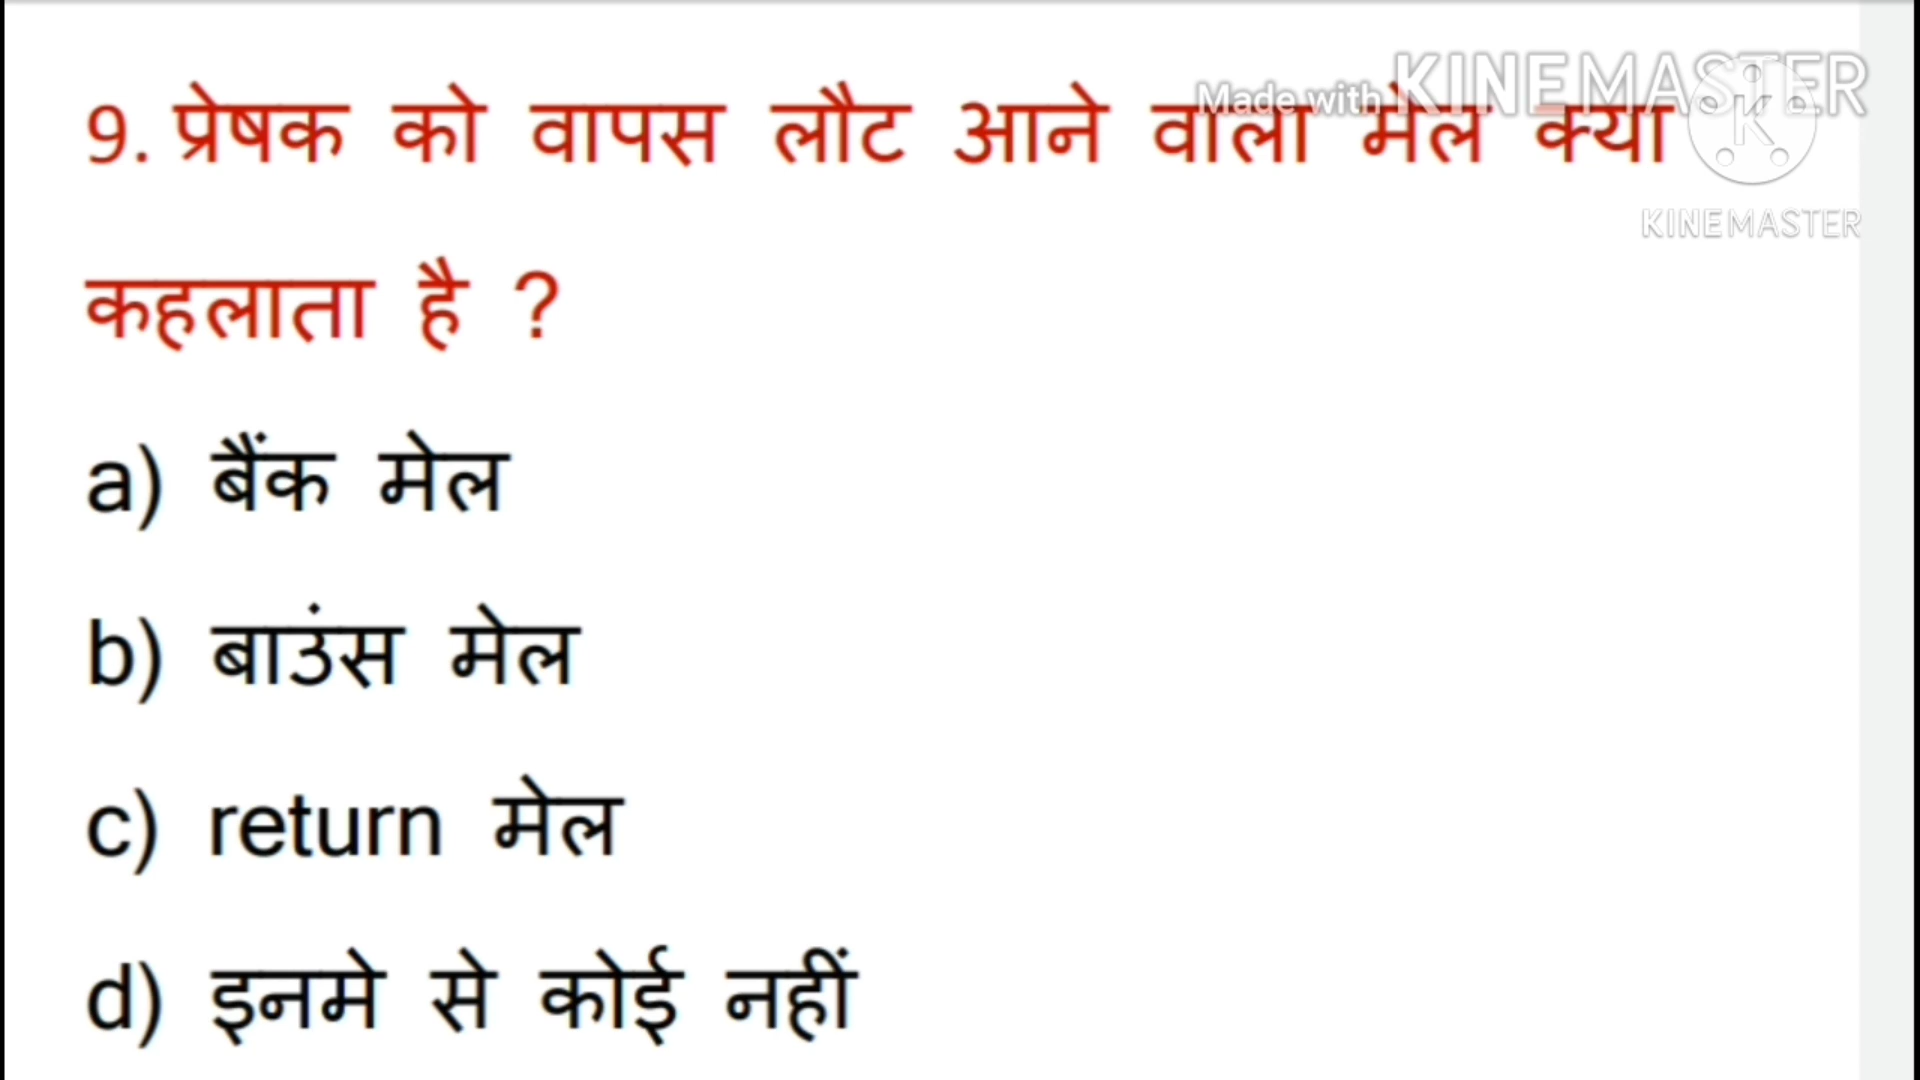 Made with KINEMASTER
9. प्रेषक को वापस लौट आने वाला मेल क्या
K
KINEMASTER
कहलाता है ?
a) बैंक मेल
b) बाउंस मेल
c) return मेल
d) इनमे से कोई नहीं